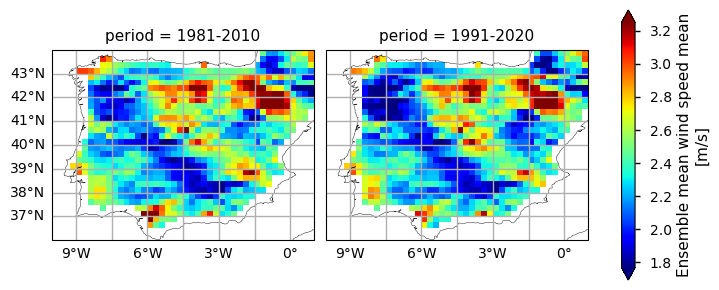 period = 1981-2010
period = 1991-2020
43°N
42°N
41°N
40°N
39°N
38°N
37°N
9°W
6°W
3°W
0°
9°W
6°W
3°W
0°
3.2
3.0
2.8
2.6
2.4
2.2
2.0
1.8
Ensemble mean wind speed mean
[m/s]